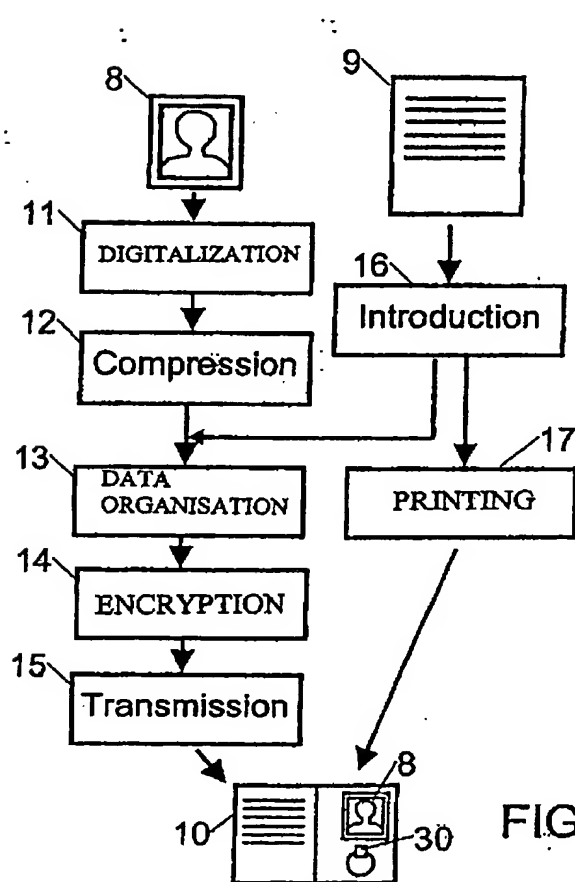 8
9
11
DIGITALIZATION
16
Introduction
12
Compression
13
DATA
ORGANISATION
17
PRINTING
14
ENCRYPTION
15
Transmission
8
10
30
FIG.